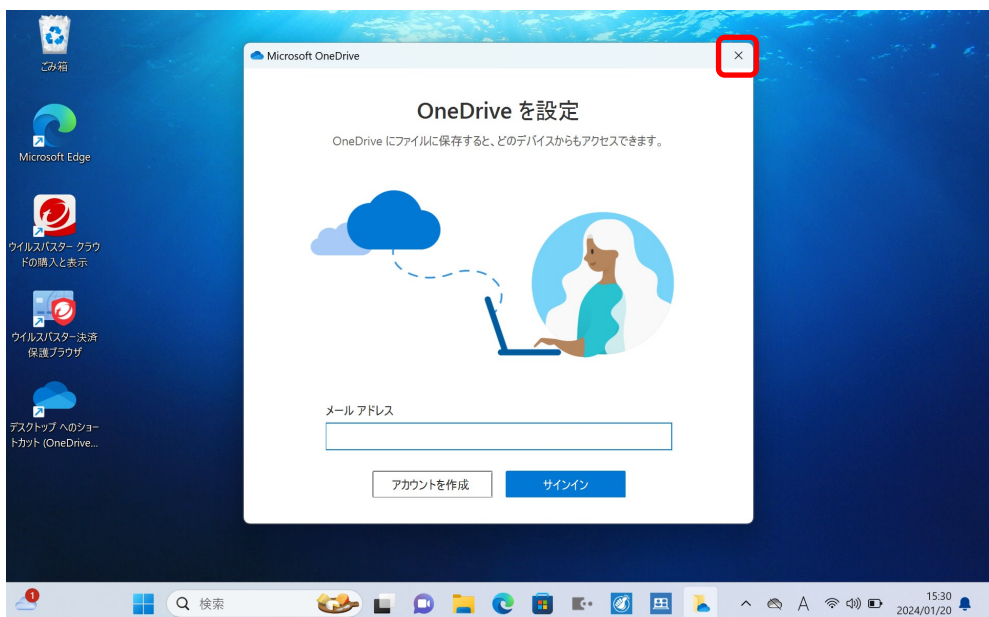 ごみ箱
Microsoft Edge
ウイルスバスター クラウ
ドの購入と表示
ウイルスバスター決済
保護ブラウザ
デスクトップ へのショー
トカット (OneDrive...
Microsoft OneDrive
OneDrive を設定
OneDrive にファイルに保存すると、どのデバイスからもアクセスできます。
メール アドレス
アカウントを作成
サインイン
1
検索
A
15:30
2024/01/20